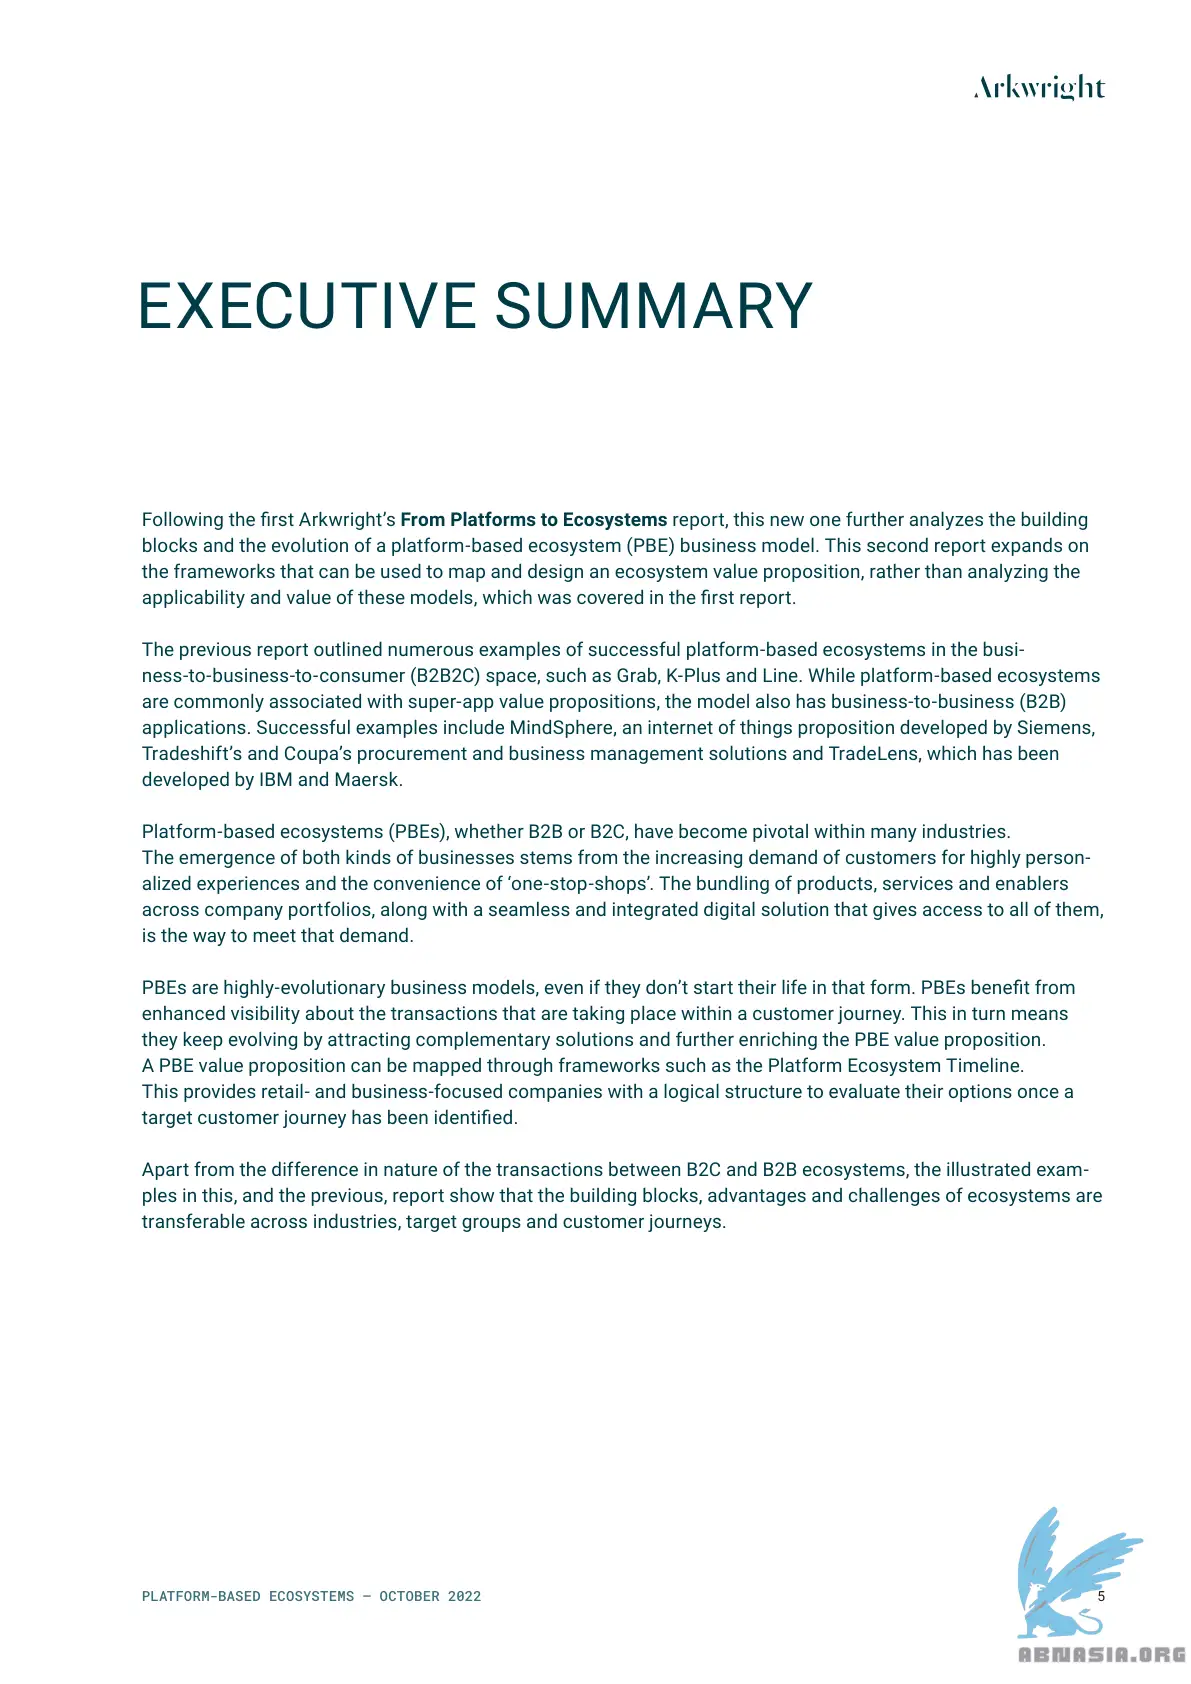 Arkwright
EXECUTIVE SUMMARY
Following the first Arkwright’s From Platforms to Ecosystems report, this new one further analyzes the building
blocks and the evolution of a platform-based ecosystem (PBE) business model. This second report expands on
the frameworks that can be used to map and design an ecosystem value proposition, rather than analyzing the
applicability and value of these models, which was covered in the first report.
The previous report outlined numerous examples of successful platform-based ecosystems in the busi-
ness-to-business-to-consumer (B2B2C) space, such as Grab, K-Plus and Line. While platform-based ecosystems
are commonly associated with super-app value propositions, the model also has business-to-business (B2B)
applications. Successful examples include MindSphere, an internet of things proposition developed by Siemens,
Tradeshift’s and Coupa’s procurement and business management solutions and TradeLens, which has been
developed by IBM and Maersk.
Platform-based ecosystems (PBEs), whether B2B or B2C, have become pivotal within many industries.
The emergence of both kinds of businesses stems from the increasing demand of customers for highly person-
alized experiences and the convenience of ‘one-stop-shops’. The bundling of products, services and enablers
across company portfolios, along with a seamless and integrated digital solution that gives access to all of them,
is the way to meet that demand.
PBEs are highly-evolutionary business models, even if they don’t start their life in that form. PBEs benefit from
enhanced visibility about the transactions that are taking place within a customer journey. This in turn means
they keep evolving by attracting complementary solutions and further enriching the PBE value proposition.
A PBE value proposition can be mapped through frameworks such as the Platform Ecosystem Timeline.
This provides retail- and business-focused companies with a logical structure to evaluate their options once a
target customer journey has been identified.
Apart from the difference in nature of the transactions between B2C and B2B ecosystems, the illustrated exam-
ples in this, and the previous, report show that the building blocks, advantages and challenges of ecosystems are
transferable across industries, target groups and customer journeys.
PLATFORM-BASED ECOSYSTEMS – OCTOBER 2022
5
ABNASIA.ORG